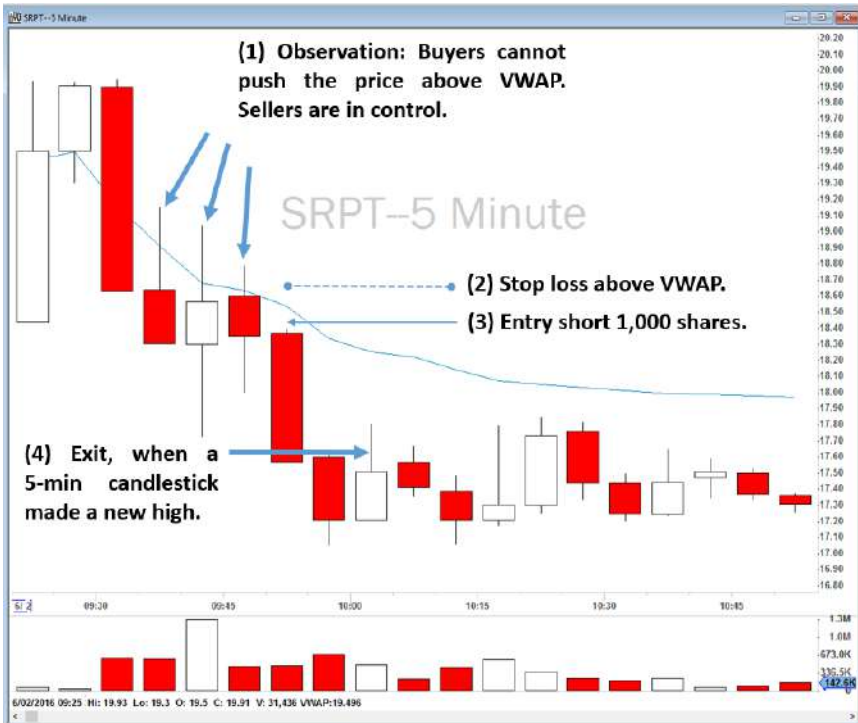 SRPT--5 Minute
(1) Observation: Buyers cannot
push the price above VWAP.
Sellers are in control.
SRPT--5 Minute
(2) Stop loss above VWAP.
(3) Entry short 1,000 shares.
(4) Exit, when a
5-min candlestick
made a new high.
20.20
20.10
20.00
19.90
19.80
19.70
19.60
19.50
19.40
19.30
19.20
19.10
19.00
18.90
18.80
18.70
18.60
18.50
18.40
18.30
18.20
18.10
18.00
17.90
17.80
17.70
17.60
17.50
17.40
17.30
17.20
17.10
17.00
16.90
16.80
6/ 2 09:30 09:45 10:00 10:15 10:30 10:45
1.3M
1.0M
673.0K
336.5K
142.6K
0
6/02/2016 09:25 Hi: 19.93 Lo: 19.3 O: 19.5 C: 19.91 V: 31,436 VWAP:19.496